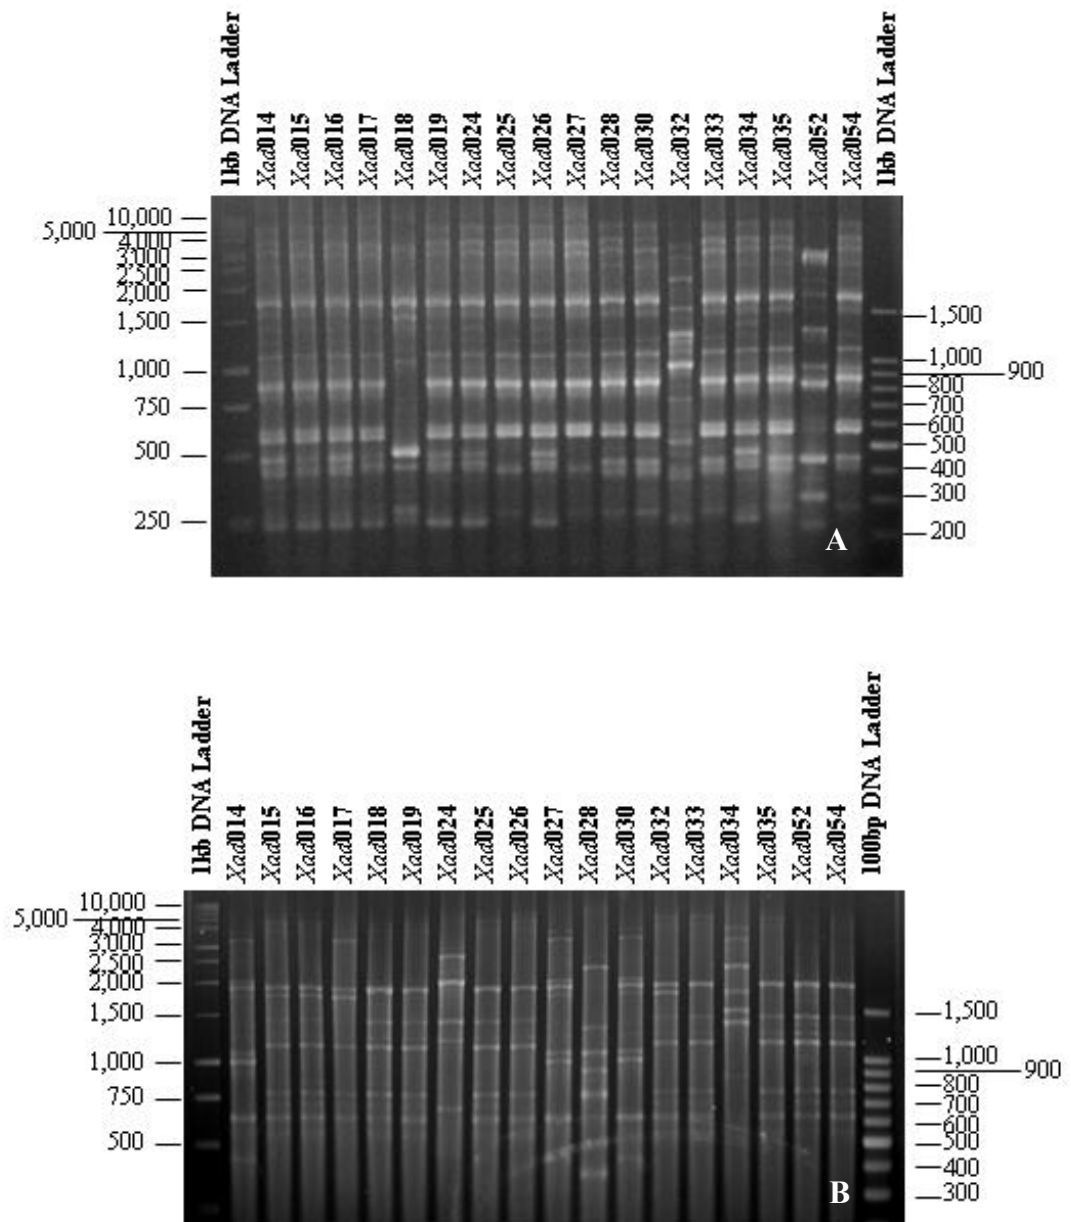 1kb DNA Ladder
Xad014
Xad015
Xad016
Xad017
Xad018
Xad019
Xad024
Xad025
Xad026
Xad027
Xad028
Xad030
Xad032
Xad033
Xad034
Xad035
Xad052
Xad054
1kb DNA Ladder
10,000
5,000
4,000
3,000
2,500
2,000
1,500
1,000
750
500
250
1,500
1,000
900
800
700
600
500
400
300
200
A
1kb DNA Ladder
Xad014
Xad015
Xad016
Xad017
Xad018
Xad019
Xad024
Xad025
Xad026
Xad027
Xad028
Xad030
Xad032
Xad033
Xad034
Xad035
Xad052
Xad054
100bp DNA Ladder
10,000
5,000
4,000
3,000
2,500
2,000
1,500
1,000
750
500
1,500
1,000
900
800
700
600
500
400
300
B